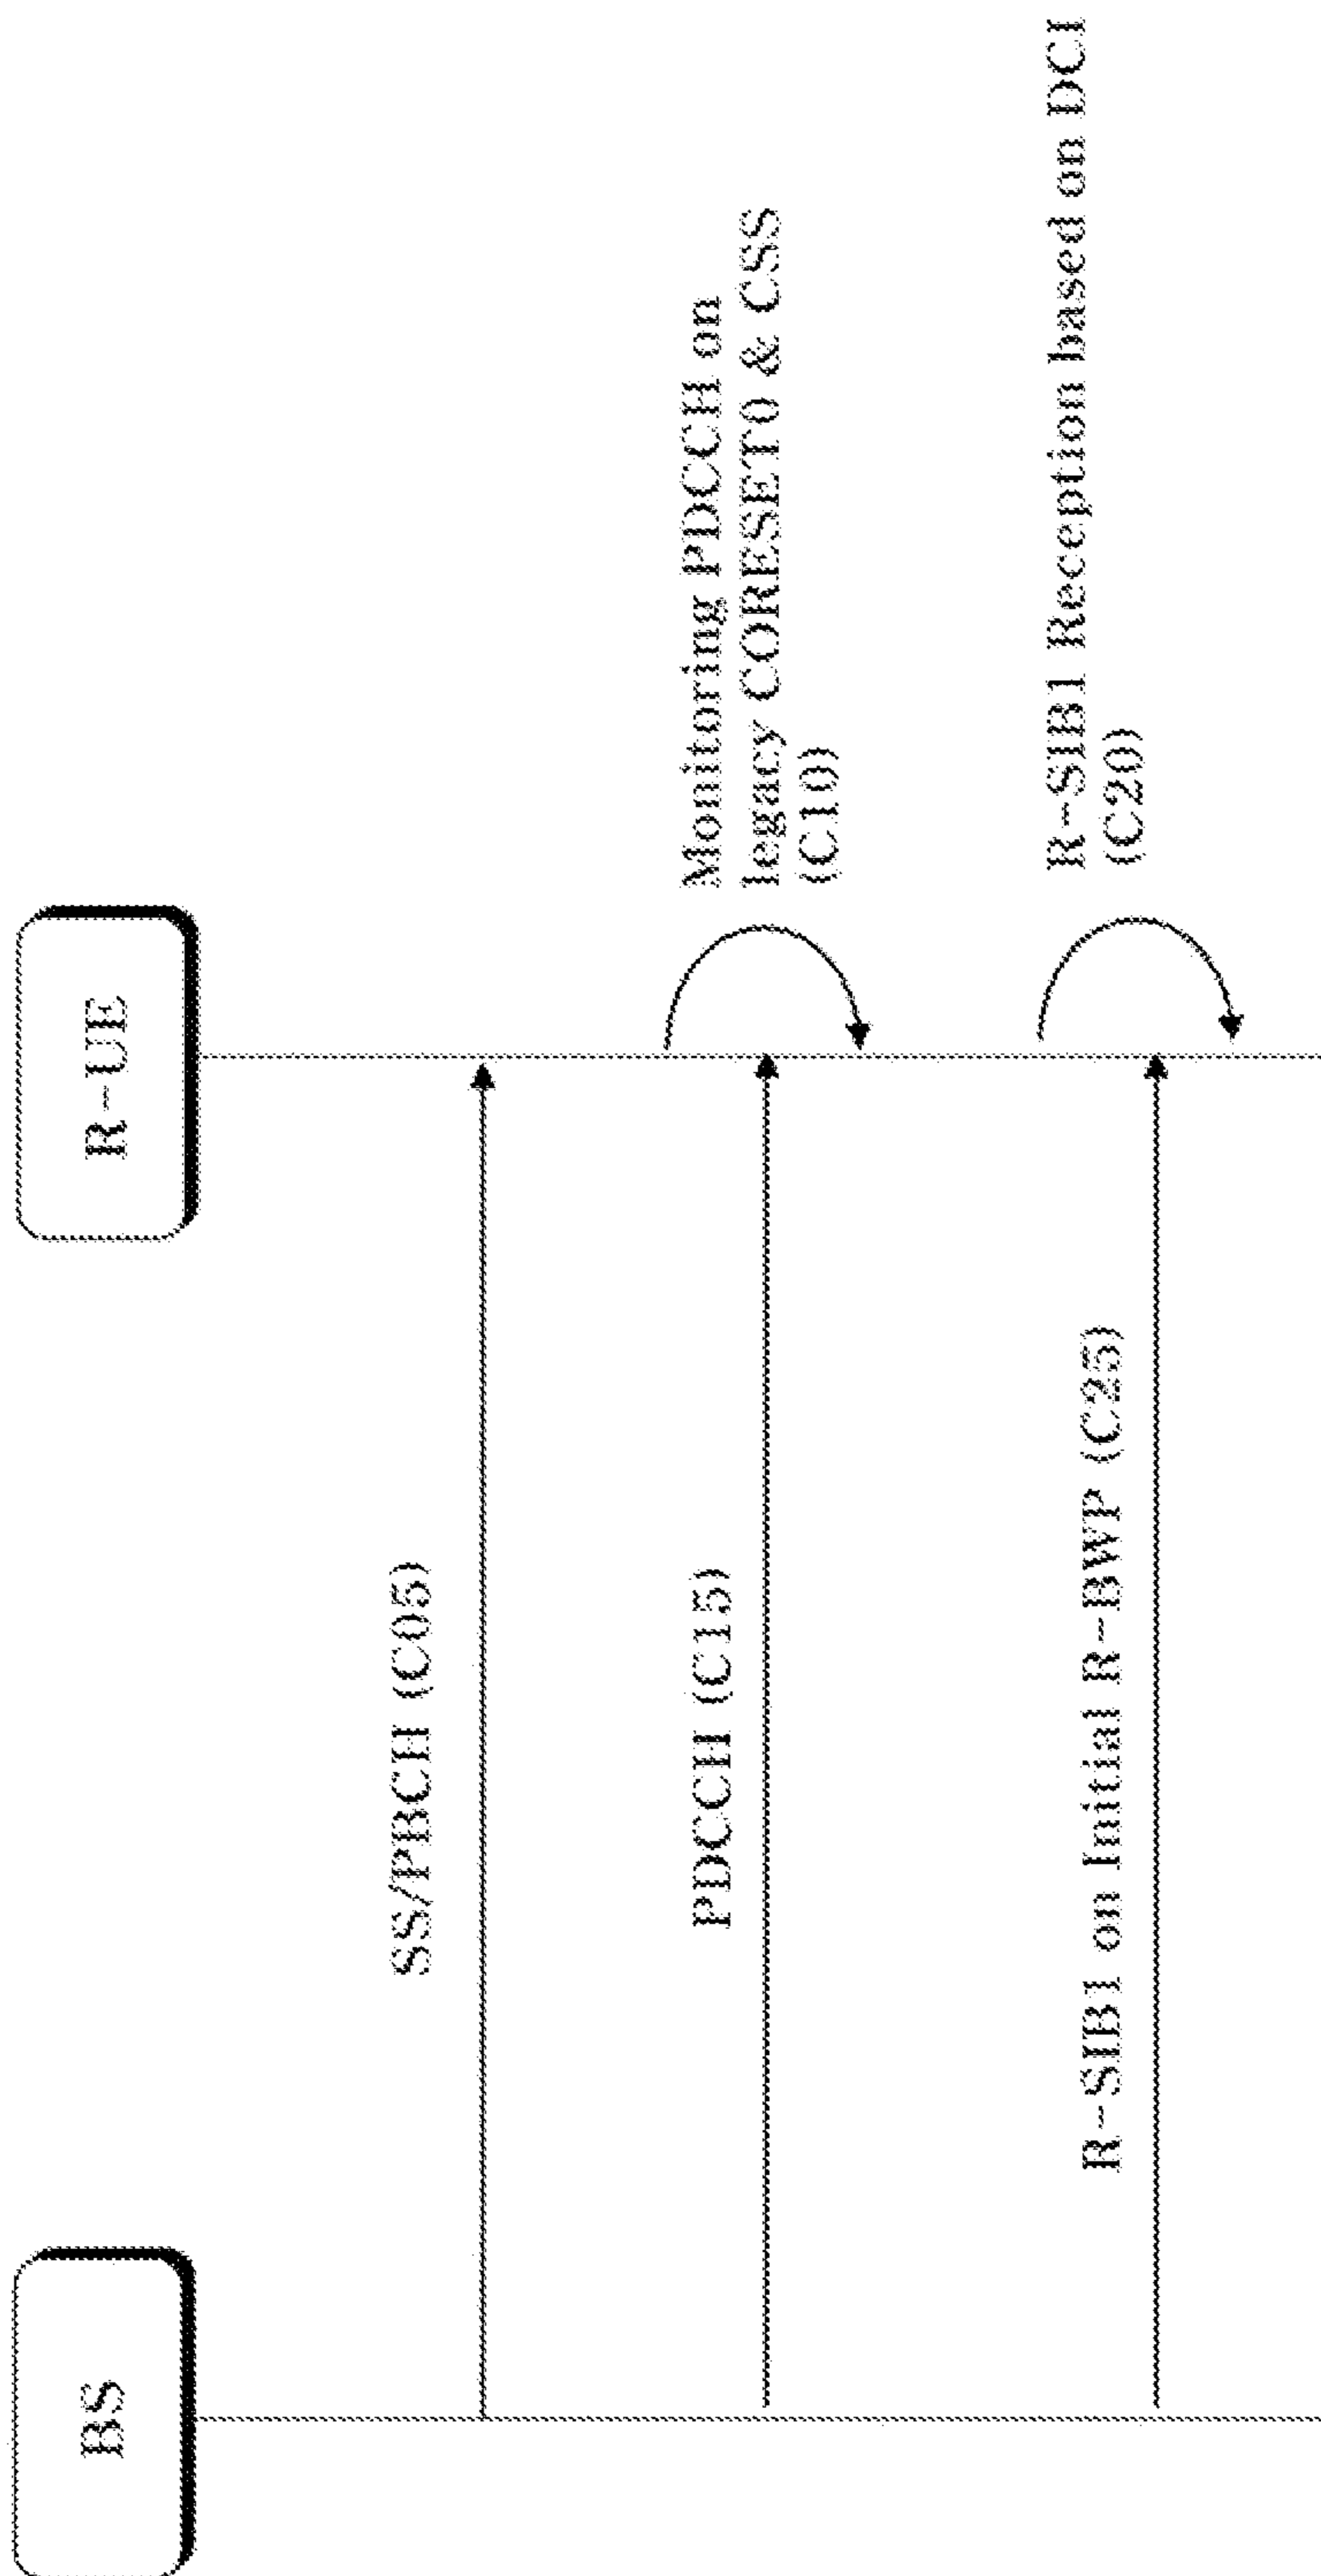 BS
R-UE
SS/PBCH (C05)
Monitoring PDCCH on
legacy CORESET0 & CSS
(C10)
PDCCH (C15)
R-SIB1 Reception based on DCI
(C20)
R-SIB1 on Initial R-BWP (C25)